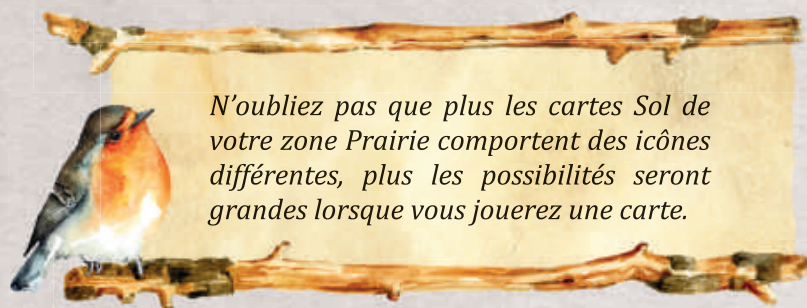 N’oubliez pas que plus les cartes Sol de
votre zone Prairie comportent des icônes
différentes, plus les possibilités seront
grandes lorsque vous jouerez une carte.